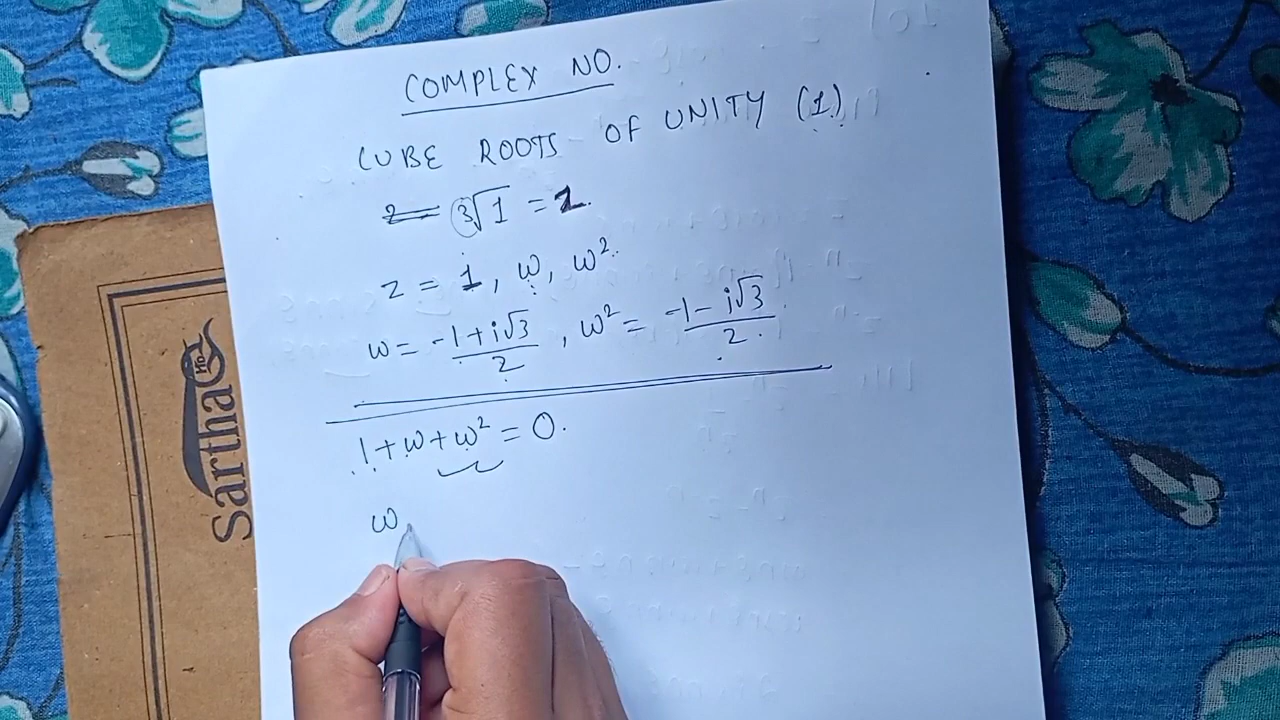 COMPLEX NO.
CUBE ROOTS OF UNITY (1)
∛1 = 1.
z = 1, ω, ω².
ω = (-1+i√3)/2, ω² = (-1-i√3)/2
1+ω+ω² = 0.
ω
Sartha